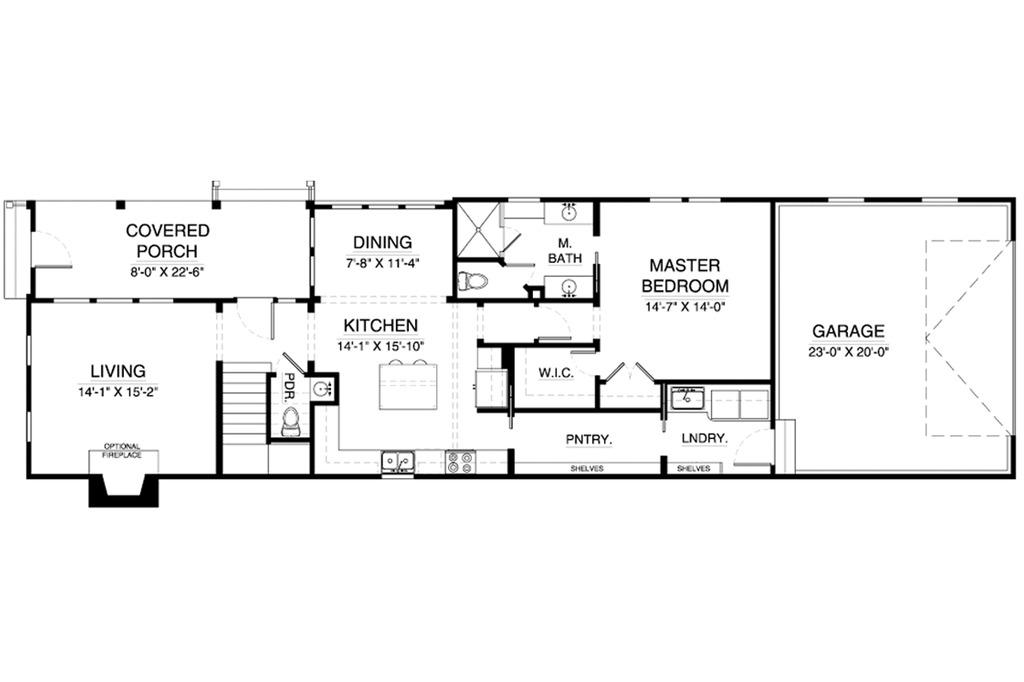 COVERED
PORCH
8'-0" X 22'-6"
DINING
7'-8" X 11'-4"
M.
BATH
MASTER
BEDROOM
14'-7" X 14'-0"
KITCHEN
14'-1" X 15'-10"
GARAGE
23'-0" X 20'-0"
LIVING
14'-1" X 15'-2"
PDR.
W.I.C.
OPTIONAL
FIREPLACE
PNTRY.
SHELVES
LNDRY.
SHELVES